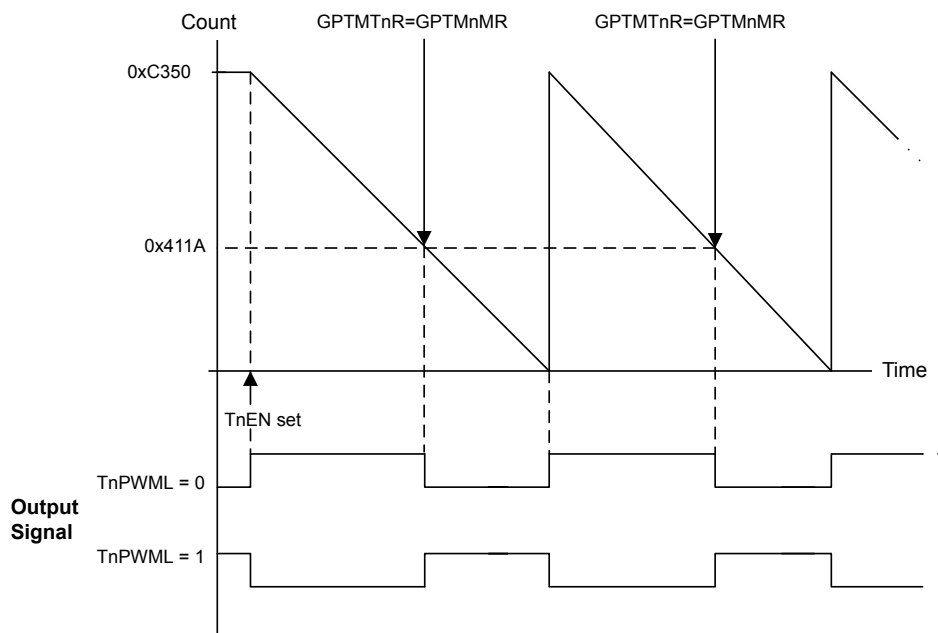 Count
GPTMTnR=GPTMnMR
GPTMTnR=GPTMnMR
0xC350
0x411A
Time
TnEN set
TnPWML = 0
Output
Signal
TnPWML = 1